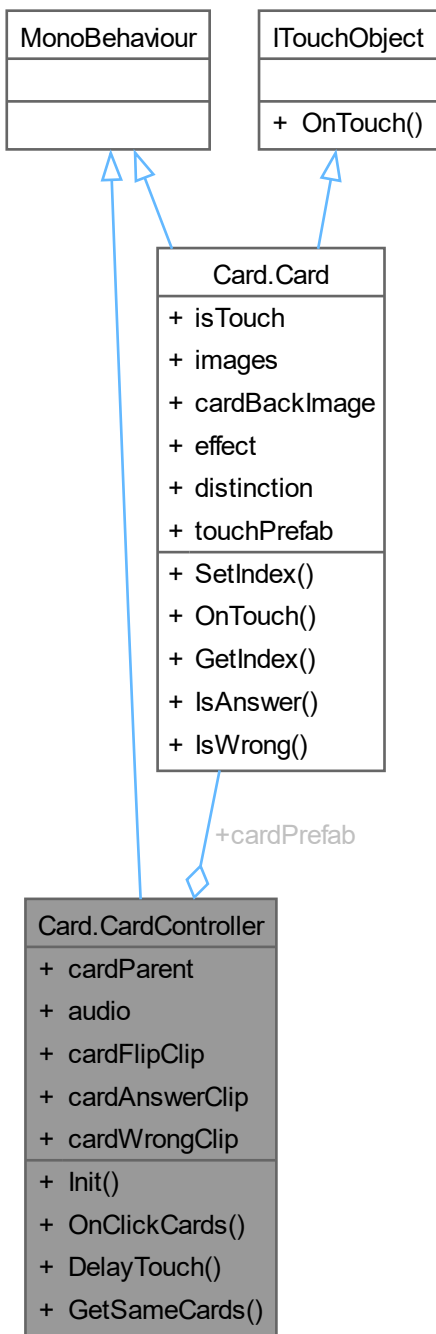 MonoBehaviour
ITouchObject
+ OnTouch()
Card.Card
+ isTouch
+ images
+ cardBackImage
+ effect
+ distinction
+ touchPrefab
+ SetIndex()
+ OnTouch()
+ GetIndex()
+ IsAnswer()
+ IsWrong()
+cardPrefab
Card.CardController
+ cardParent
+ audio
+ cardFlipClip
+ cardAnswerClip
+ cardWrongClip
+ Init()
+ OnClickCards()
+ DelayTouch()
+ GetSameCards()